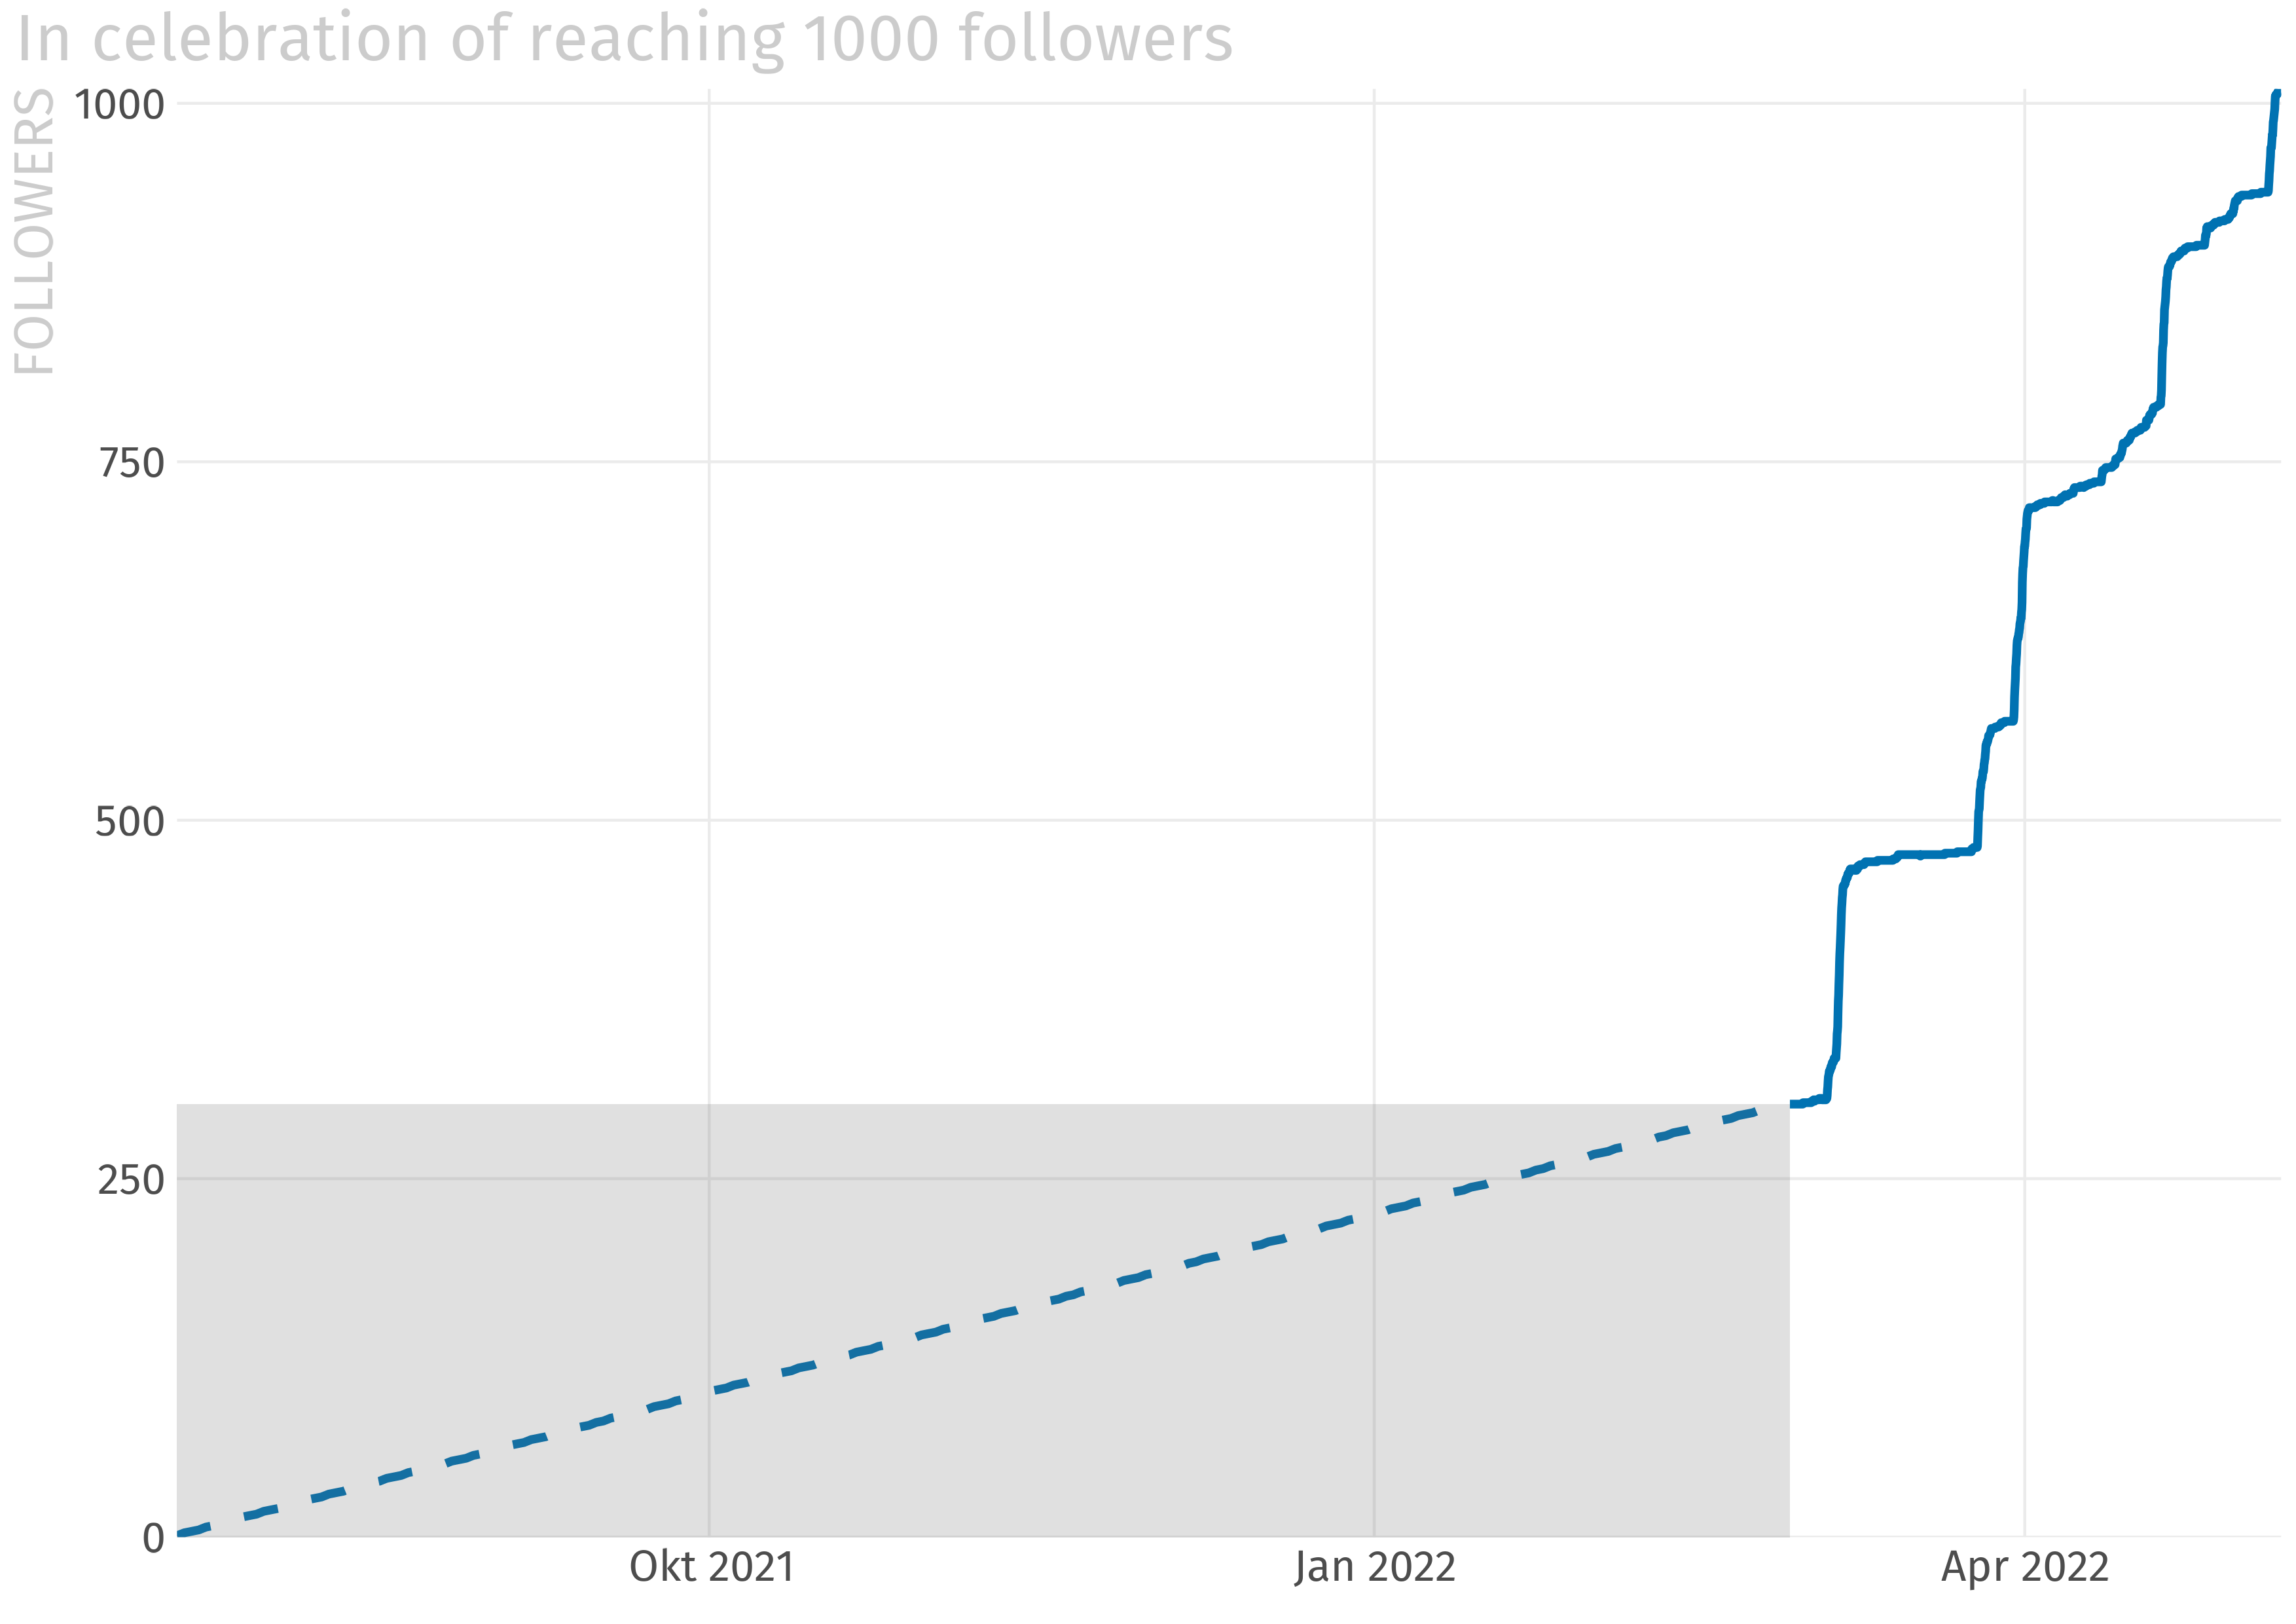 In celebration of reaching 1000 followers
FOLLOWERS
1000
750
500
250
0
Okt 2021
Jan 2022
Apr 2022